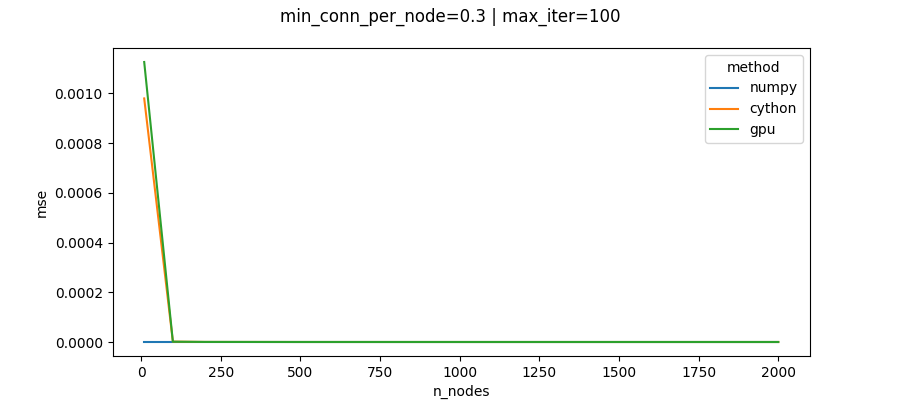 min_conn_per_node=0.3 | max_iter=100
method
numpy
cython
gpu
0.0010
0.0008
0.0006
0.0004
0.0002
0.0000
mse
0 250 500 750 1000 1250 1500 1750 2000
n_nodes